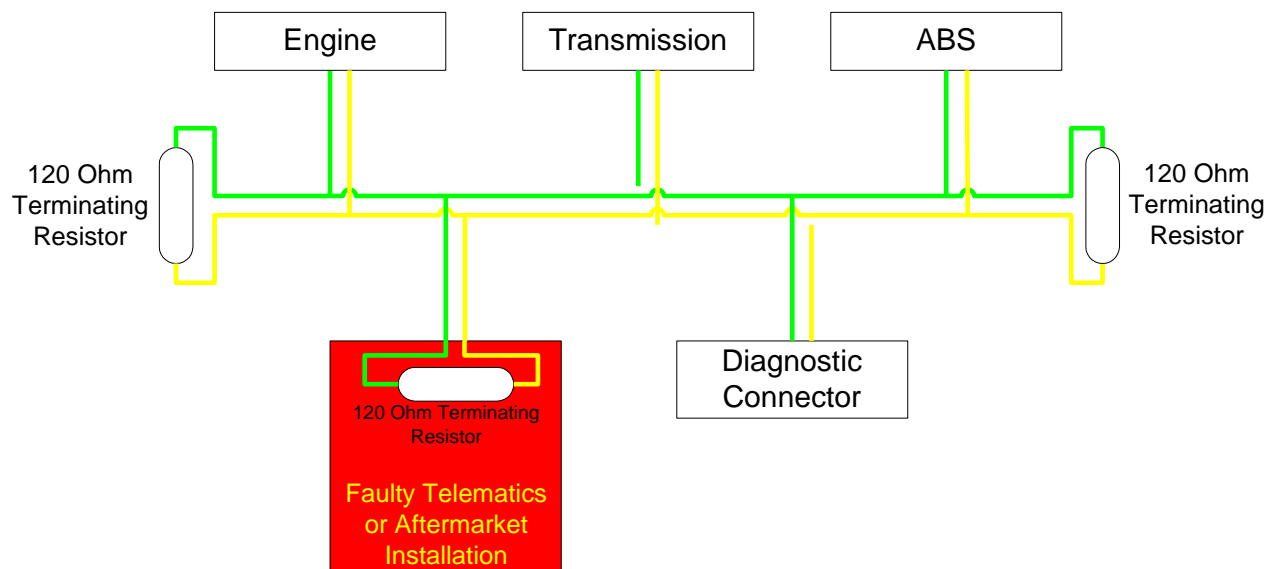 Engine
Transmission
ABS
120 Ohm
Terminating
Resistor
120 Ohm
Terminating
Resistor
120 Ohm Terminating
Resistor
Faulty Telematics
or Aftermarket
Installation
Diagnostic
Connector